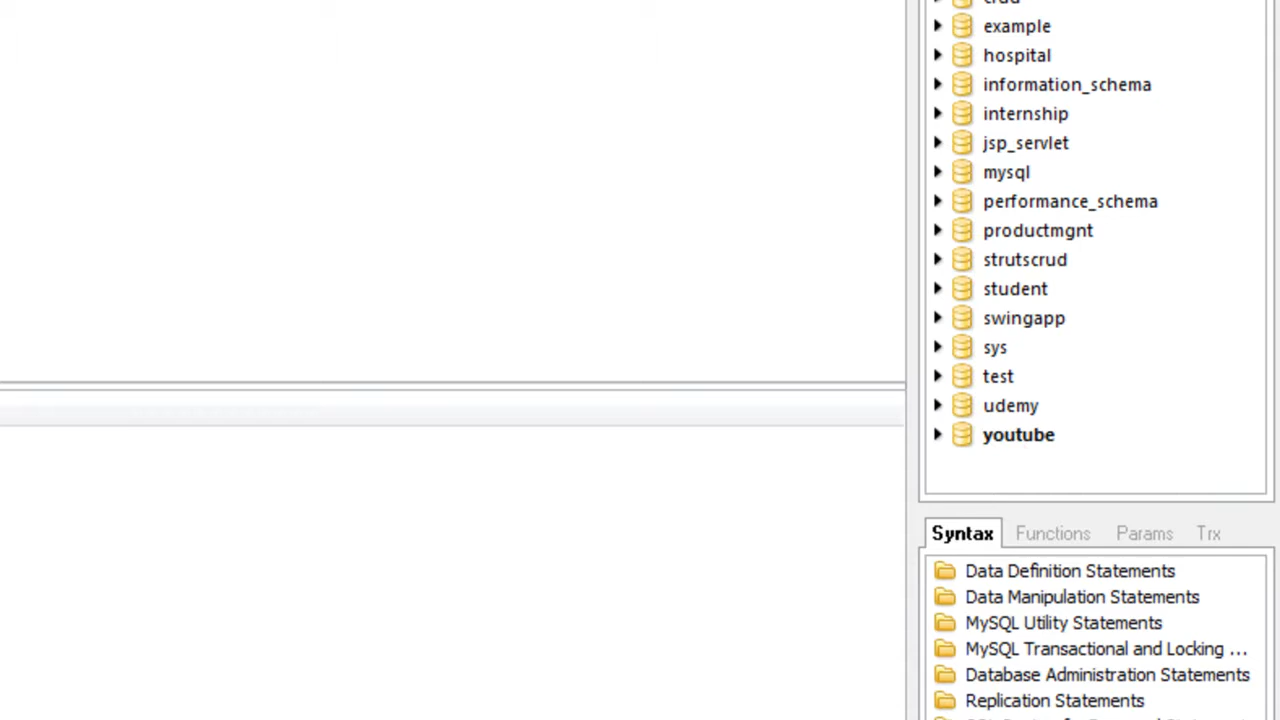 crud
example
hospital
information_schema
internship
jsp_servlet
mysql
performance_schema
productmgnt
strutscrud
student
swingapp
sys
test
udemy
youtube
Syntax Functions Params Trx
Data Definition Statements
Data Manipulation Statements
MySQL Utility Statements
MySQL Transactional and Locking ...
Database Administration Statements
Replication Statements